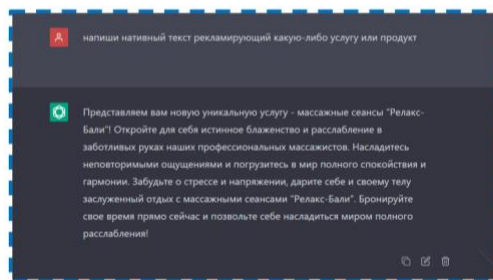 напиши нативный текст рекламирующий какую-либо услугу или продукт
Представляем вам новую уникальную услугу - массажные сеансы "Релакс-
Бали"! Откройте для себя истинное блаженство и расслабление в
заботливых руках наших профессиональных массажистов. Насладитесь
неповторимыми ощущениями и погрузитесь в мир полного спокойствия и
гармонии. Забудьте о стрессе и напряжении, дарите себе и своему телу
заслуженный отдых с массажными сеансами "Релакс-Бали". Бронируйте
свое время прямо сейчас и позвольте себе насладиться миром полного
расслабления!